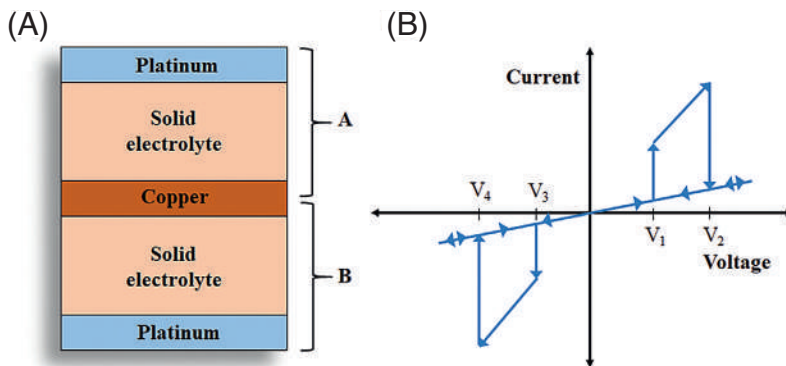 (A)
Platinum
Solid
electrolyte
A
Copper
Solid
electrolyte
B
Platinum
(B)
Current
V4
V3
V1
V2
Voltage